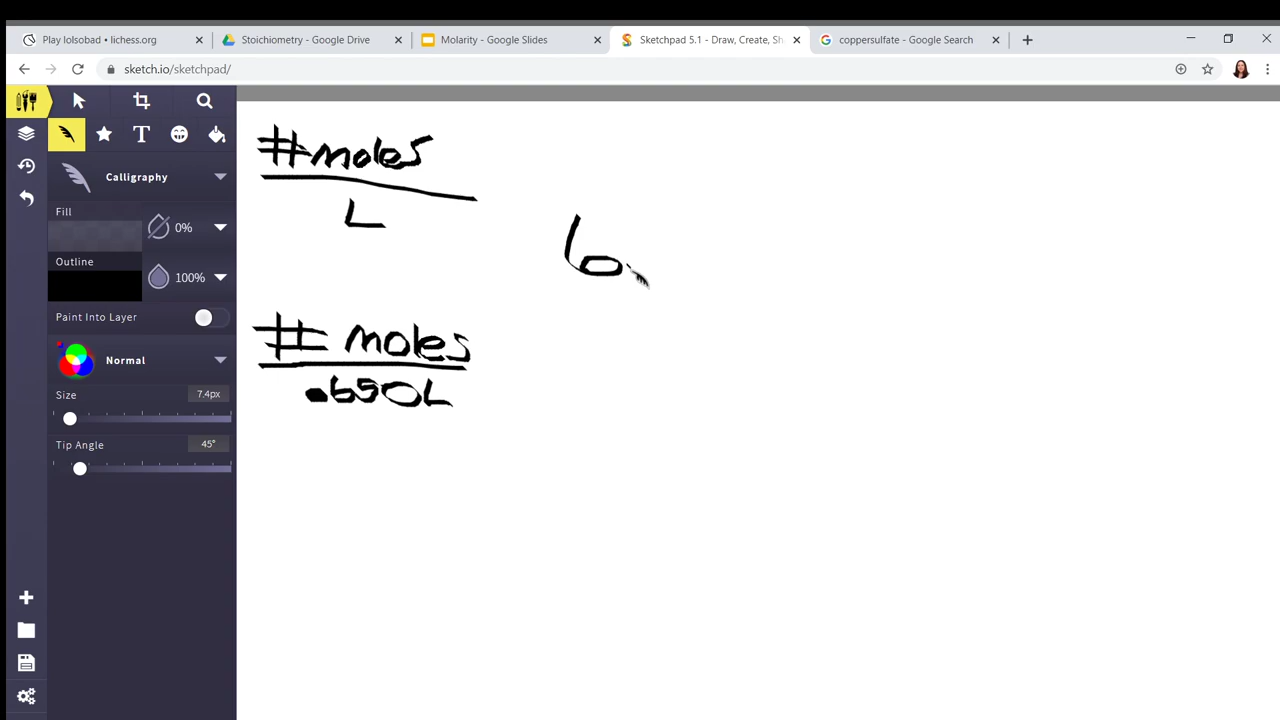 Play lolsobad • lichess.org
Stoichiometry - Google Drive
Molarity - Google Slides
Sketchpad 5.1 - Draw, Create, Sh
coppersulfate - Google Search
sketch.io/sketchpad/
T
Calligraphy
Fill
0%
Outline
100%
Paint Into Layer
Normal
Size
7.4px
Tip Angle
45°
#moles
L
6
# moles
.650L